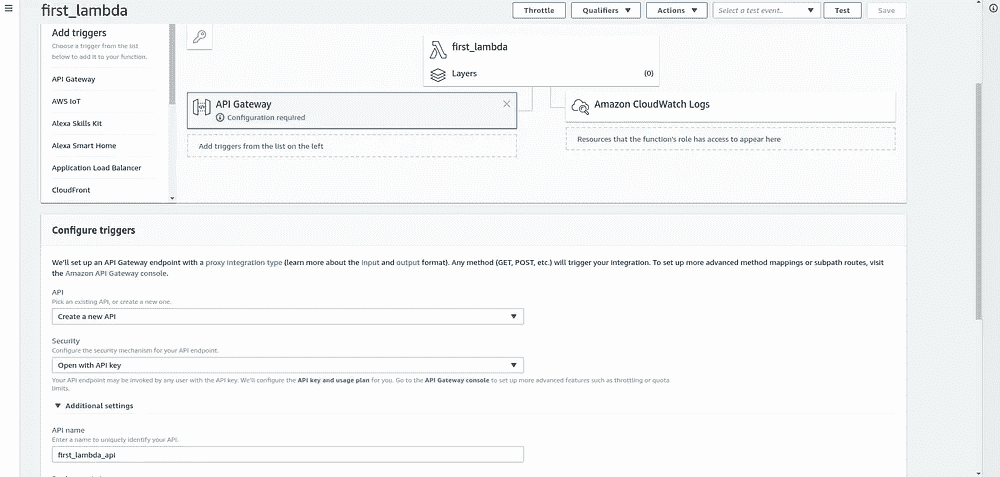 first_lambda
Throttle
Qualifiers
Actions
Select a test event..
Test
Save
Add triggers
Choose a trigger from the list
below to add it to your function.
API Gateway
AWS IoT
Alexa Skills Kit
Alexa Smart Home
Application Load Balancer
CloudFront
first_lambda
Layers
(0)
API Gateway
Configuration required
Add triggers from the list on the left
Amazon CloudWatch Logs
Resources that the function's role has access to appear here
Configure triggers
We'll set up an API Gateway endpoint with a proxy integration type (learn more about the input and output format). Any method (GET, POST, etc.) will trigger your integration. To set up more advanced method mappings or subpath routes, visit
the Amazon API Gateway console.
API
Pick an existing API, or create a new one.
Create a new API
Security
Configure the security mechanism for your API endpoint.
Open with API key
Your API endpoint may be invoked by any user with the API key. We'll configure the API key and usage plan for you. Go to the API Gateway console to set up more advanced features such as throttling or quota
limits.
Additional settings
API name
Enter a name to uniquely identify your API.
first_lambda_api